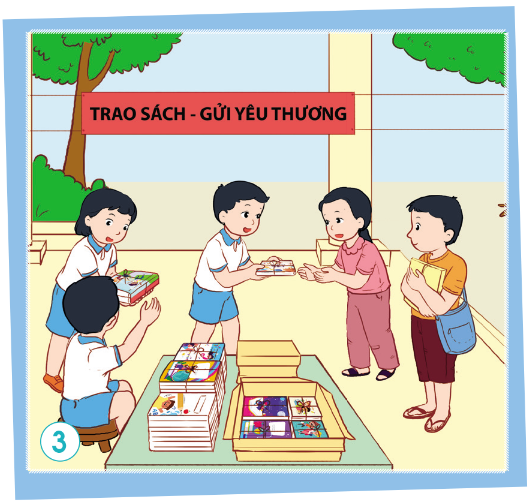 TRAO SÁCH - GỬI YÊU THƯƠNG
3